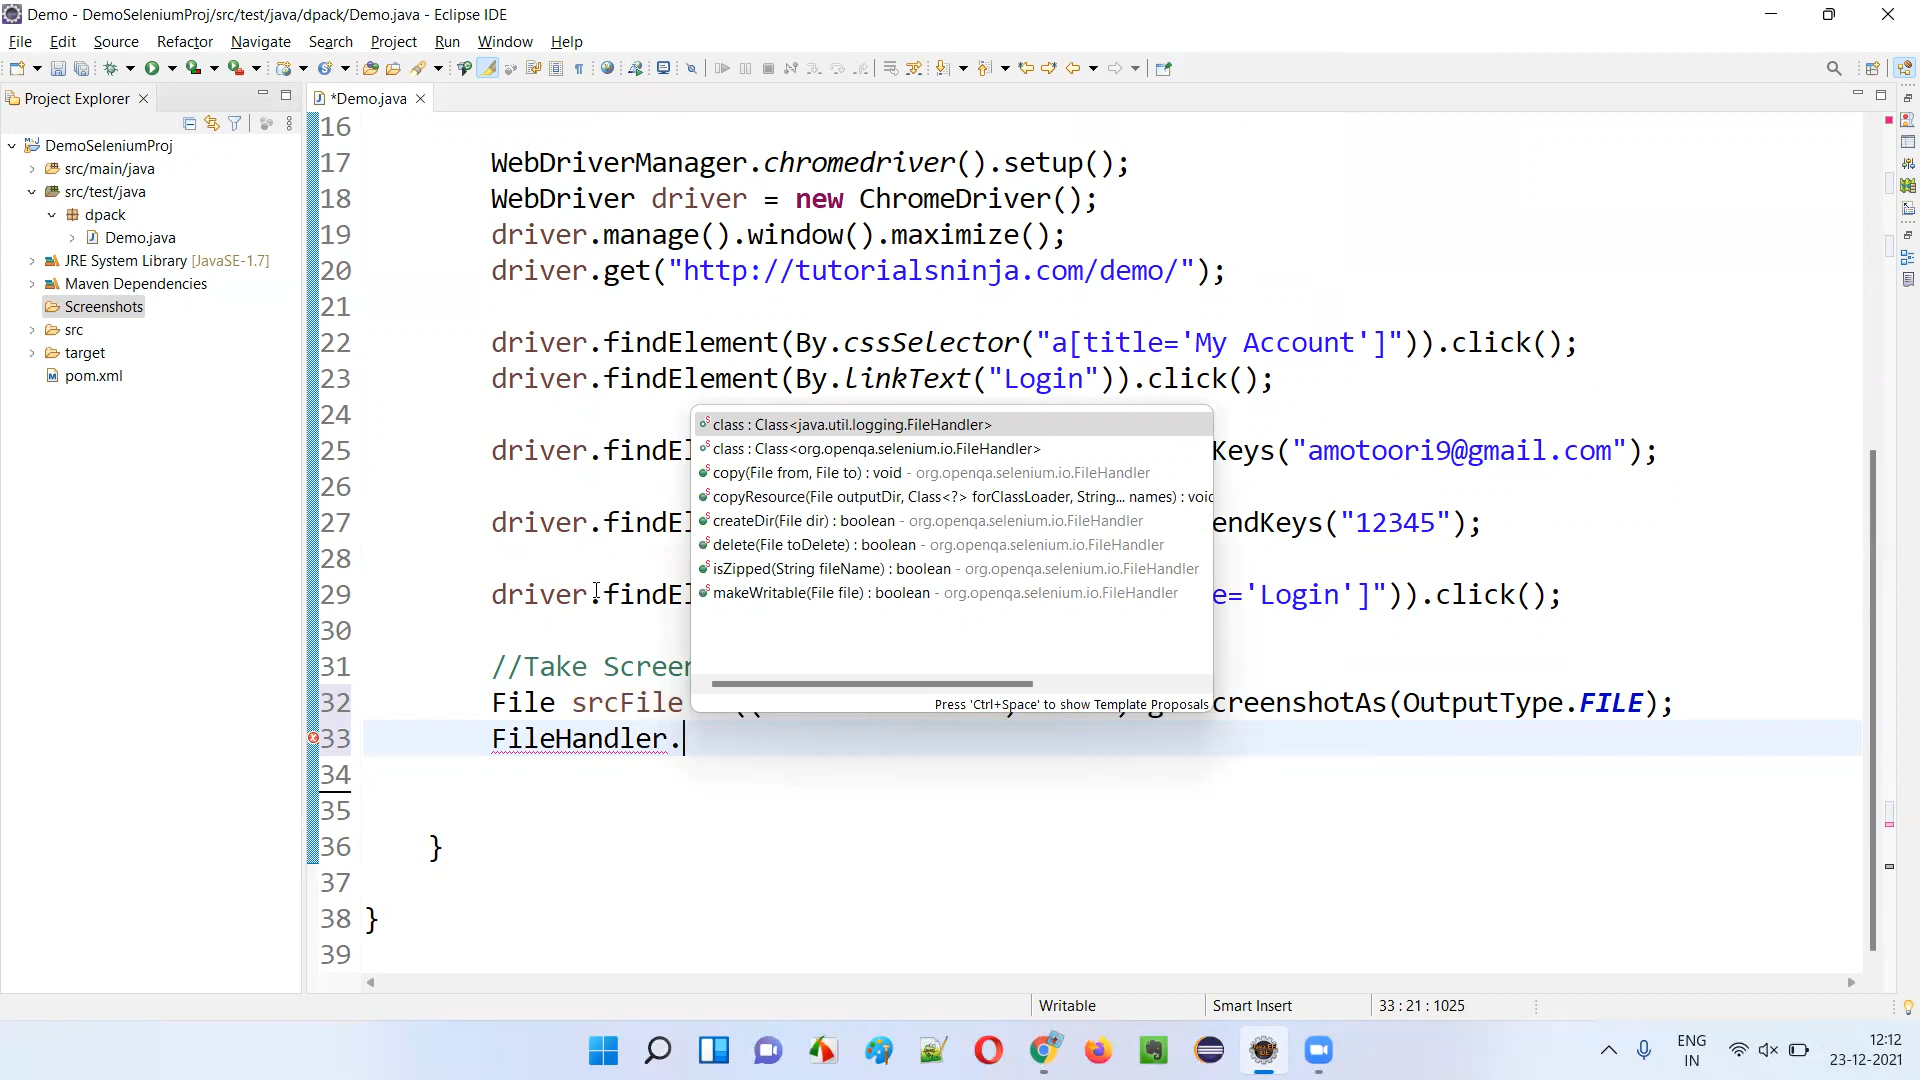 Demo - DemoSeleniumProj/src/test/java/dpack/Demo.java - Eclipse IDE
File Edit Source Refactor Navigate Search Project Run Window Help
Project Explorer
*Demo.java
DemoSeleniumProj
src/main/java
src/test/java
dpack
Demo.java
JRE System Library [JavaSE-1.7]
Maven Dependencies
Screenshots
src
target
pom.xml
16
17 WebDriverManager.chromedriver().setup();
18 WebDriver driver = new ChromeDriver();
19 driver.manage().window().maximize();
20 driver.get("http://tutorialsninja.com/demo/");
21
22 driver.findElement(By.cssSelector("a[title='My Account']")).click();
23 driver.findElement(By.linkText("Login")).click();
24
25 driver.findEl Keys("amotoori9@gmail.com");
26
27 driver.findEl endKeys("12345");
28
29 driver.findEl e='Login']")).click();
30
31 //Take Screen
32 File srcFile creenshotAs(OutputType.FILE);
33 FileHandler.
34
35
36 }
37
38 }
39
class : Class<java.util.logging.FileHandler>
class : Class<org.openqa.selenium.io.FileHandler>
copy(File from, File to) : void - org.openqa.selenium.io.FileHandler
copyResource(File outputDir, Class<?> forClassLoader, String... names) : void
createDir(File dir) : boolean - org.openqa.selenium.io.FileHandler
delete(File toDelete) : boolean - org.openqa.selenium.io.FileHandler
isZipped(String fileName) : boolean - org.openqa.selenium.io.FileHandler
makeWritable(File file) : boolean - org.openqa.selenium.io.FileHandler
Press 'Ctrl+Space' to show Template Proposals
Writable Smart Insert 33 : 21 : 1025
ENG
IN
12:12
23-12-2021